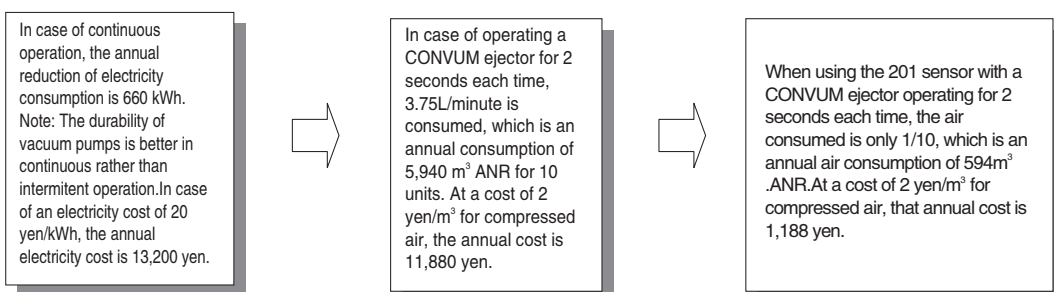 In case of continuous
operation, the annual
reduction of electricity
consumption is 660 kWh.
Note: The durability of
vacuum pumps is better in
continuous rather than
intermitent operation.In case
of an electricity cost of 20
yen/kWh, the annual
electricity cost is 13,200 yen.
In case of operating a
CONVUM ejector for 2
seconds each time,
3.75L/minute is
consumed, which is an
annual consumption of
5,940 m³ ANR for 10
units. At a cost of 2
yen/m³ for compressed
air, the annual cost is
11,880 yen.
When using the 201 sensor with a
CONVUM ejector operating for 2
seconds each time, the air
consumed is only 1/10, which is an
annual air consumption of 594m³
.ANR.At a cost of 2 yen/m³ for
compressed air, that annual cost is
1,188 yen.